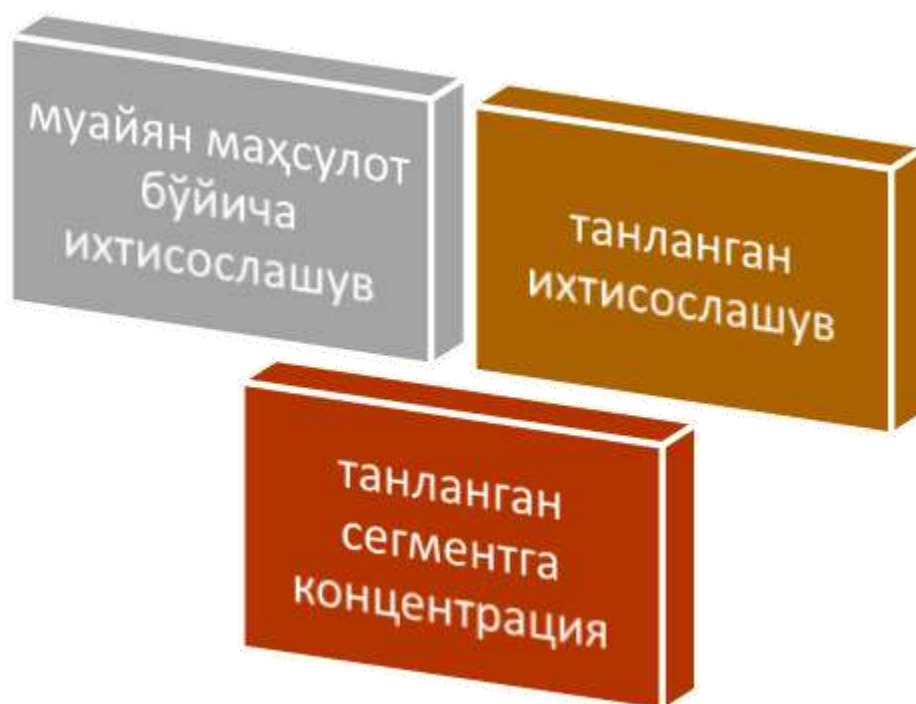 муайян маҳсулот
бўйича
ихтисослашув
танланган
ихтисослашув
танланган
сегментга
концентрация